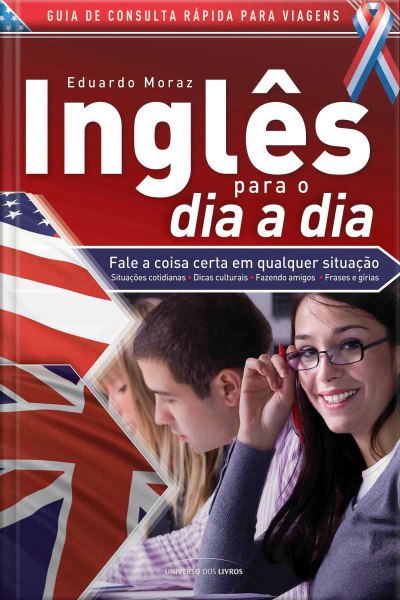 GUIA DE CONSULTA RÁPIDA PARA VIAGENS
Eduardo Moraz
Inglês
para o
dia a dia
Fale a coisa certa em qualquer situação
Situações cotidianas • Dicas culturais • Fazendo amigos • Frases e gírias
UNIVERSO DOS LIVROS